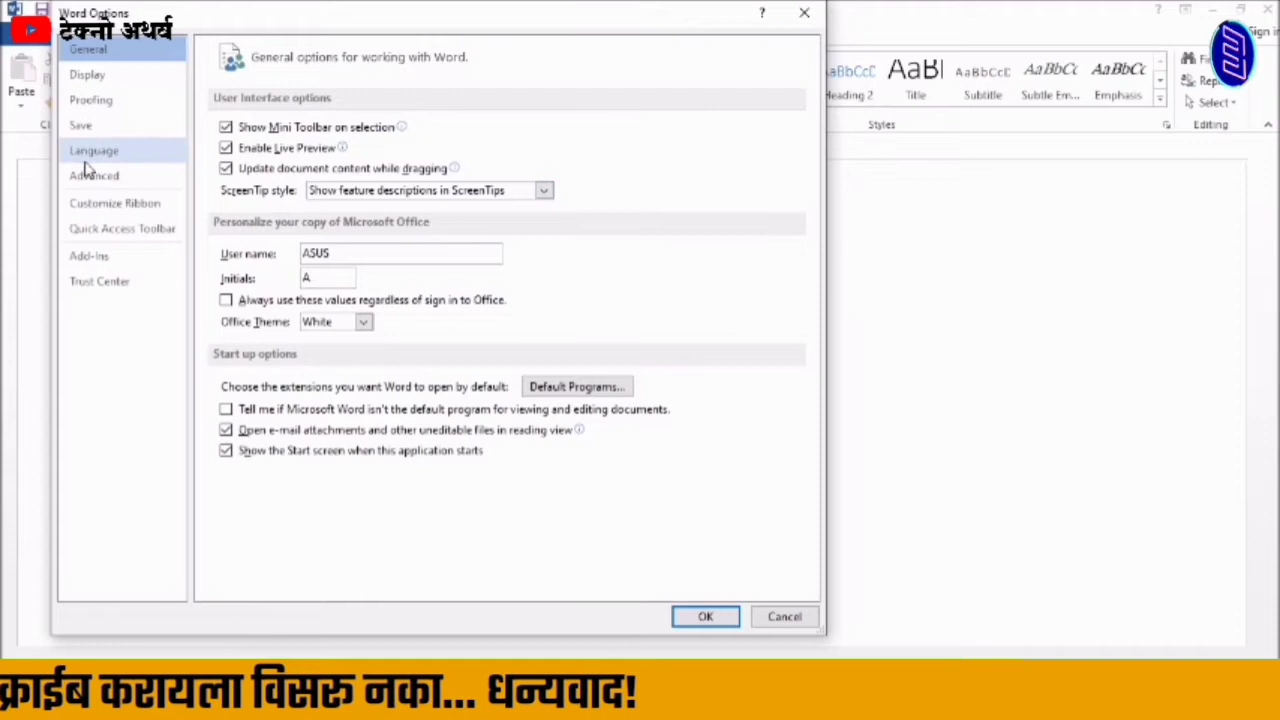 Word Options
टेक्नो अथर्व
Sign in
General
Display
Proofing
Save
Language
Advanced
Customize Ribbon
Quick Access Toolbar
Add-Ins
Trust Center
General options for working with Word.
User Interface options
Show Mini Toolbar on selection
Enable Live Preview
Update document content while dragging
ScreenTip style: Show feature descriptions in ScreenTips
Personalize your copy of Microsoft Office
User name: ASUS
Initials: A
Always use these values regardless of sign in to Office.
Office Theme: White
Start up options
Choose the extensions you want Word to open by default: Default Programs...
Tell me if Microsoft Word isn't the default program for viewing and editing documents.
Open e-mail attachments and other uneditable files in reading view
Show the Start screen when this application starts
OK Cancel
Paste
AaBbCc AaBl AaBbCcD AaBbCc AaBbCc
Heading 2 Title Subtitle Subtle Em... Emphasis
Styles
Select
Editing
क्राईब करायला विसरू नका... धन्यवाद!